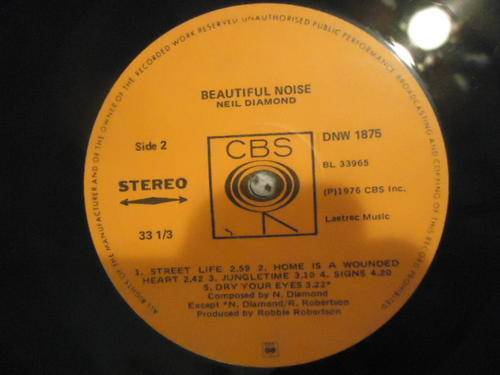 ALL RIGHTS OF THE MANUFACTURER AND OF THE OWNER OF THE RECORDED WORK RESERVED UNAUTHORISED PUBLIC PERFORMANCE, BROADCASTING AND COPYING OF THIS RECORD PROHIBITED
BEAUTIFUL NOISE
NEIL DIAMOND
Side 2
DNW 1875
CBS
BL 33965
STEREO
(P)1976 CBS Inc.
Laetrec Music
33 1/3
1. STREET LIFE 2.59 2. HOME IS A WOUNDED
HEART 2.42 3. JUNGLETIME 3.10 4. SIGNS 4.20
5. DRY YOUR EYES 3.22*
Composed by N. Diamond
Except *N. Diamond/R. Robertson
Produced by Robbie Robertson